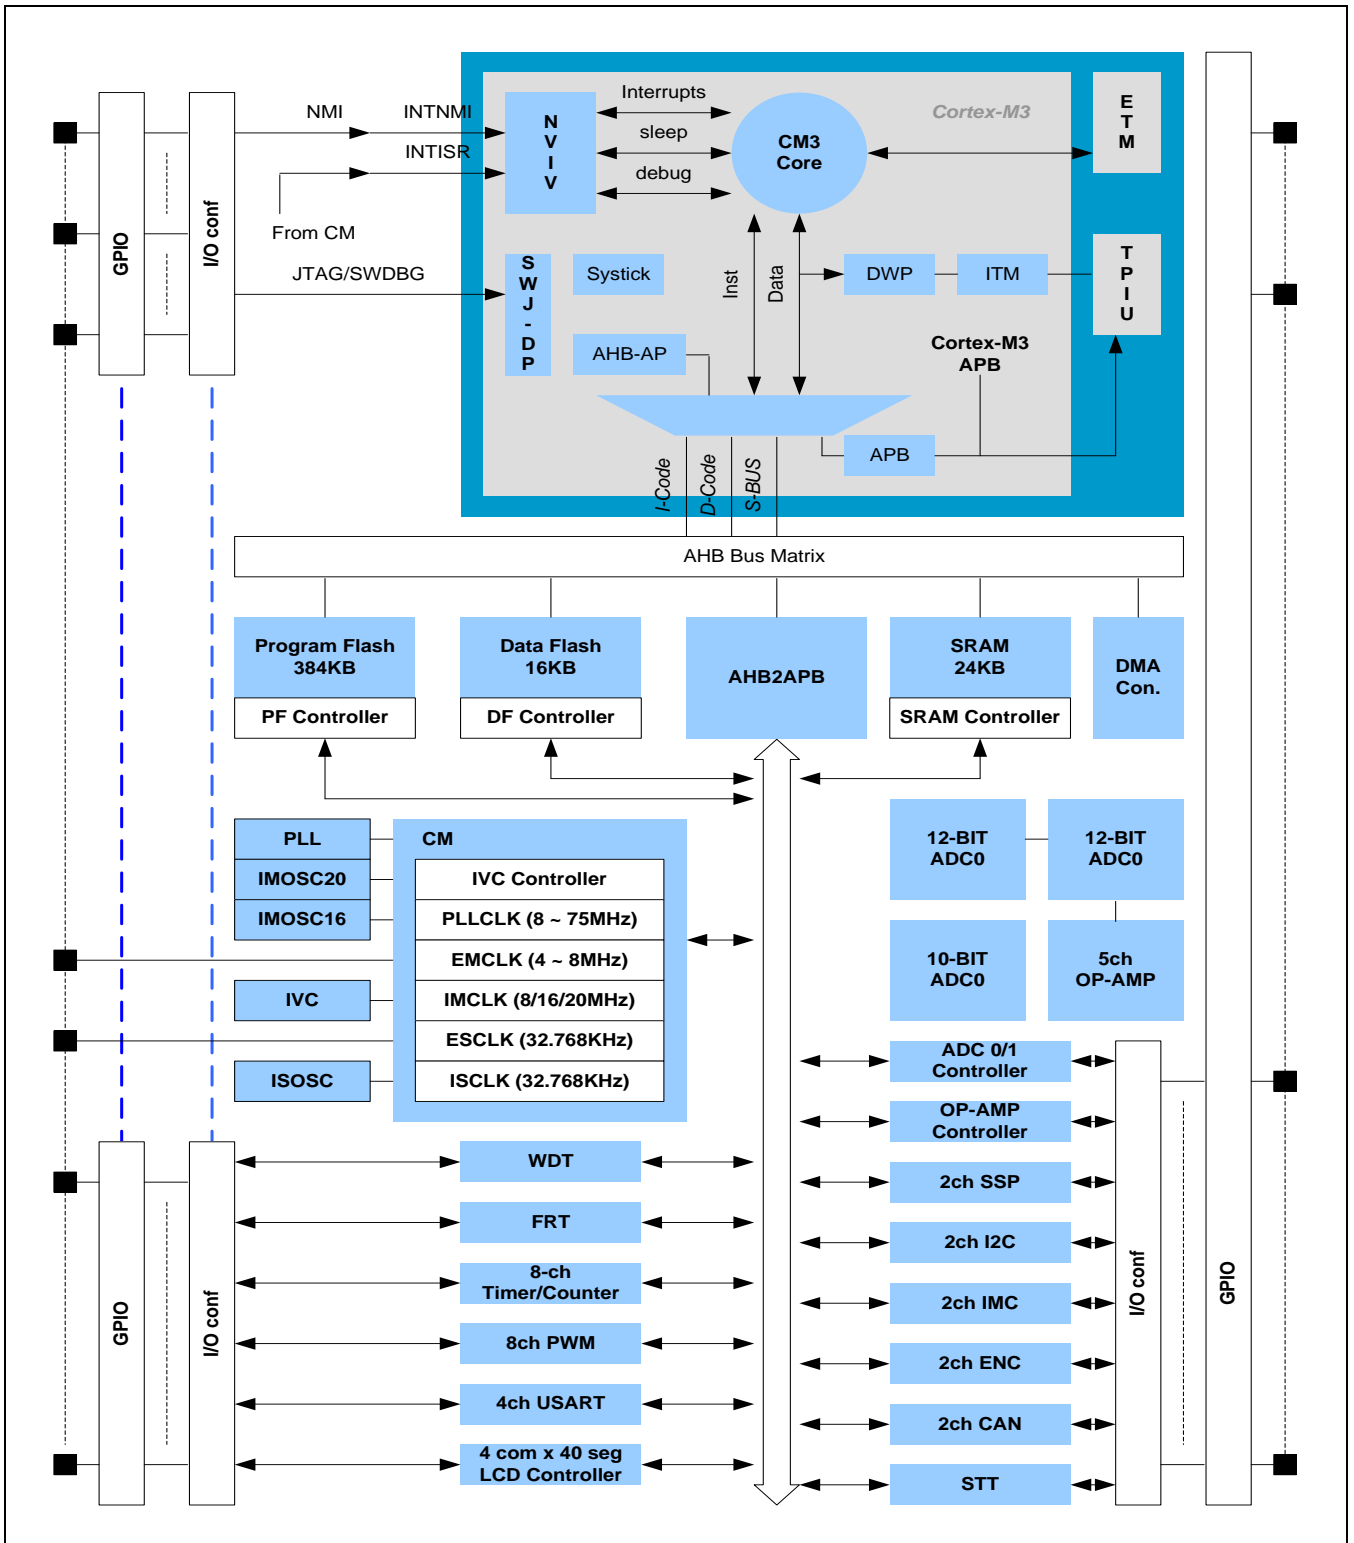 Interrupts
Cortex-M3
E
T
M
NMI
INTNMI
N
V
I
V
sleep
CM3
Core
INTISR
debug
From CM
GPIO
I/O conf
JTAG/SWDBG
S
W
J
-
D
P
Systick
Inst
Data
DWP
ITM
T
P
I
U
AHB-AP
Cortex-M3
APB
APB
I-Code
D-Code
S-BUS
AHB Bus Matrix
Program Flash
384KB
PF Controller
Data Flash
16KB
DF Controller
AHB2APB
SRAM
24KB
SRAM Controller
DMA
Con.
PLL
IMOSC20
IMOSC16
IVC
ISOSC
CM
IVC Controller
PLLCLK (8 ~ 75MHz)
EMCLK (4 ~ 8MHz)
IMCLK (8/16/20MHz)
ESCLK (32.768KHz)
ISCLK (32.768KHz)
12-BIT
ADC0
12-BIT
ADC0
10-BIT
ADC0
5ch
OP-AMP
ADC 0/1
Controller
OP-AMP
Controller
2ch SSP
2ch I2C
2ch IMC
2ch ENC
2ch CAN
STT
I/O conf
GPIO
GPIO
I/O conf
WDT
FRT
8-ch
Timer/Counter
8ch PWM
4ch USART
4 com x 40 seg
LCD Controller